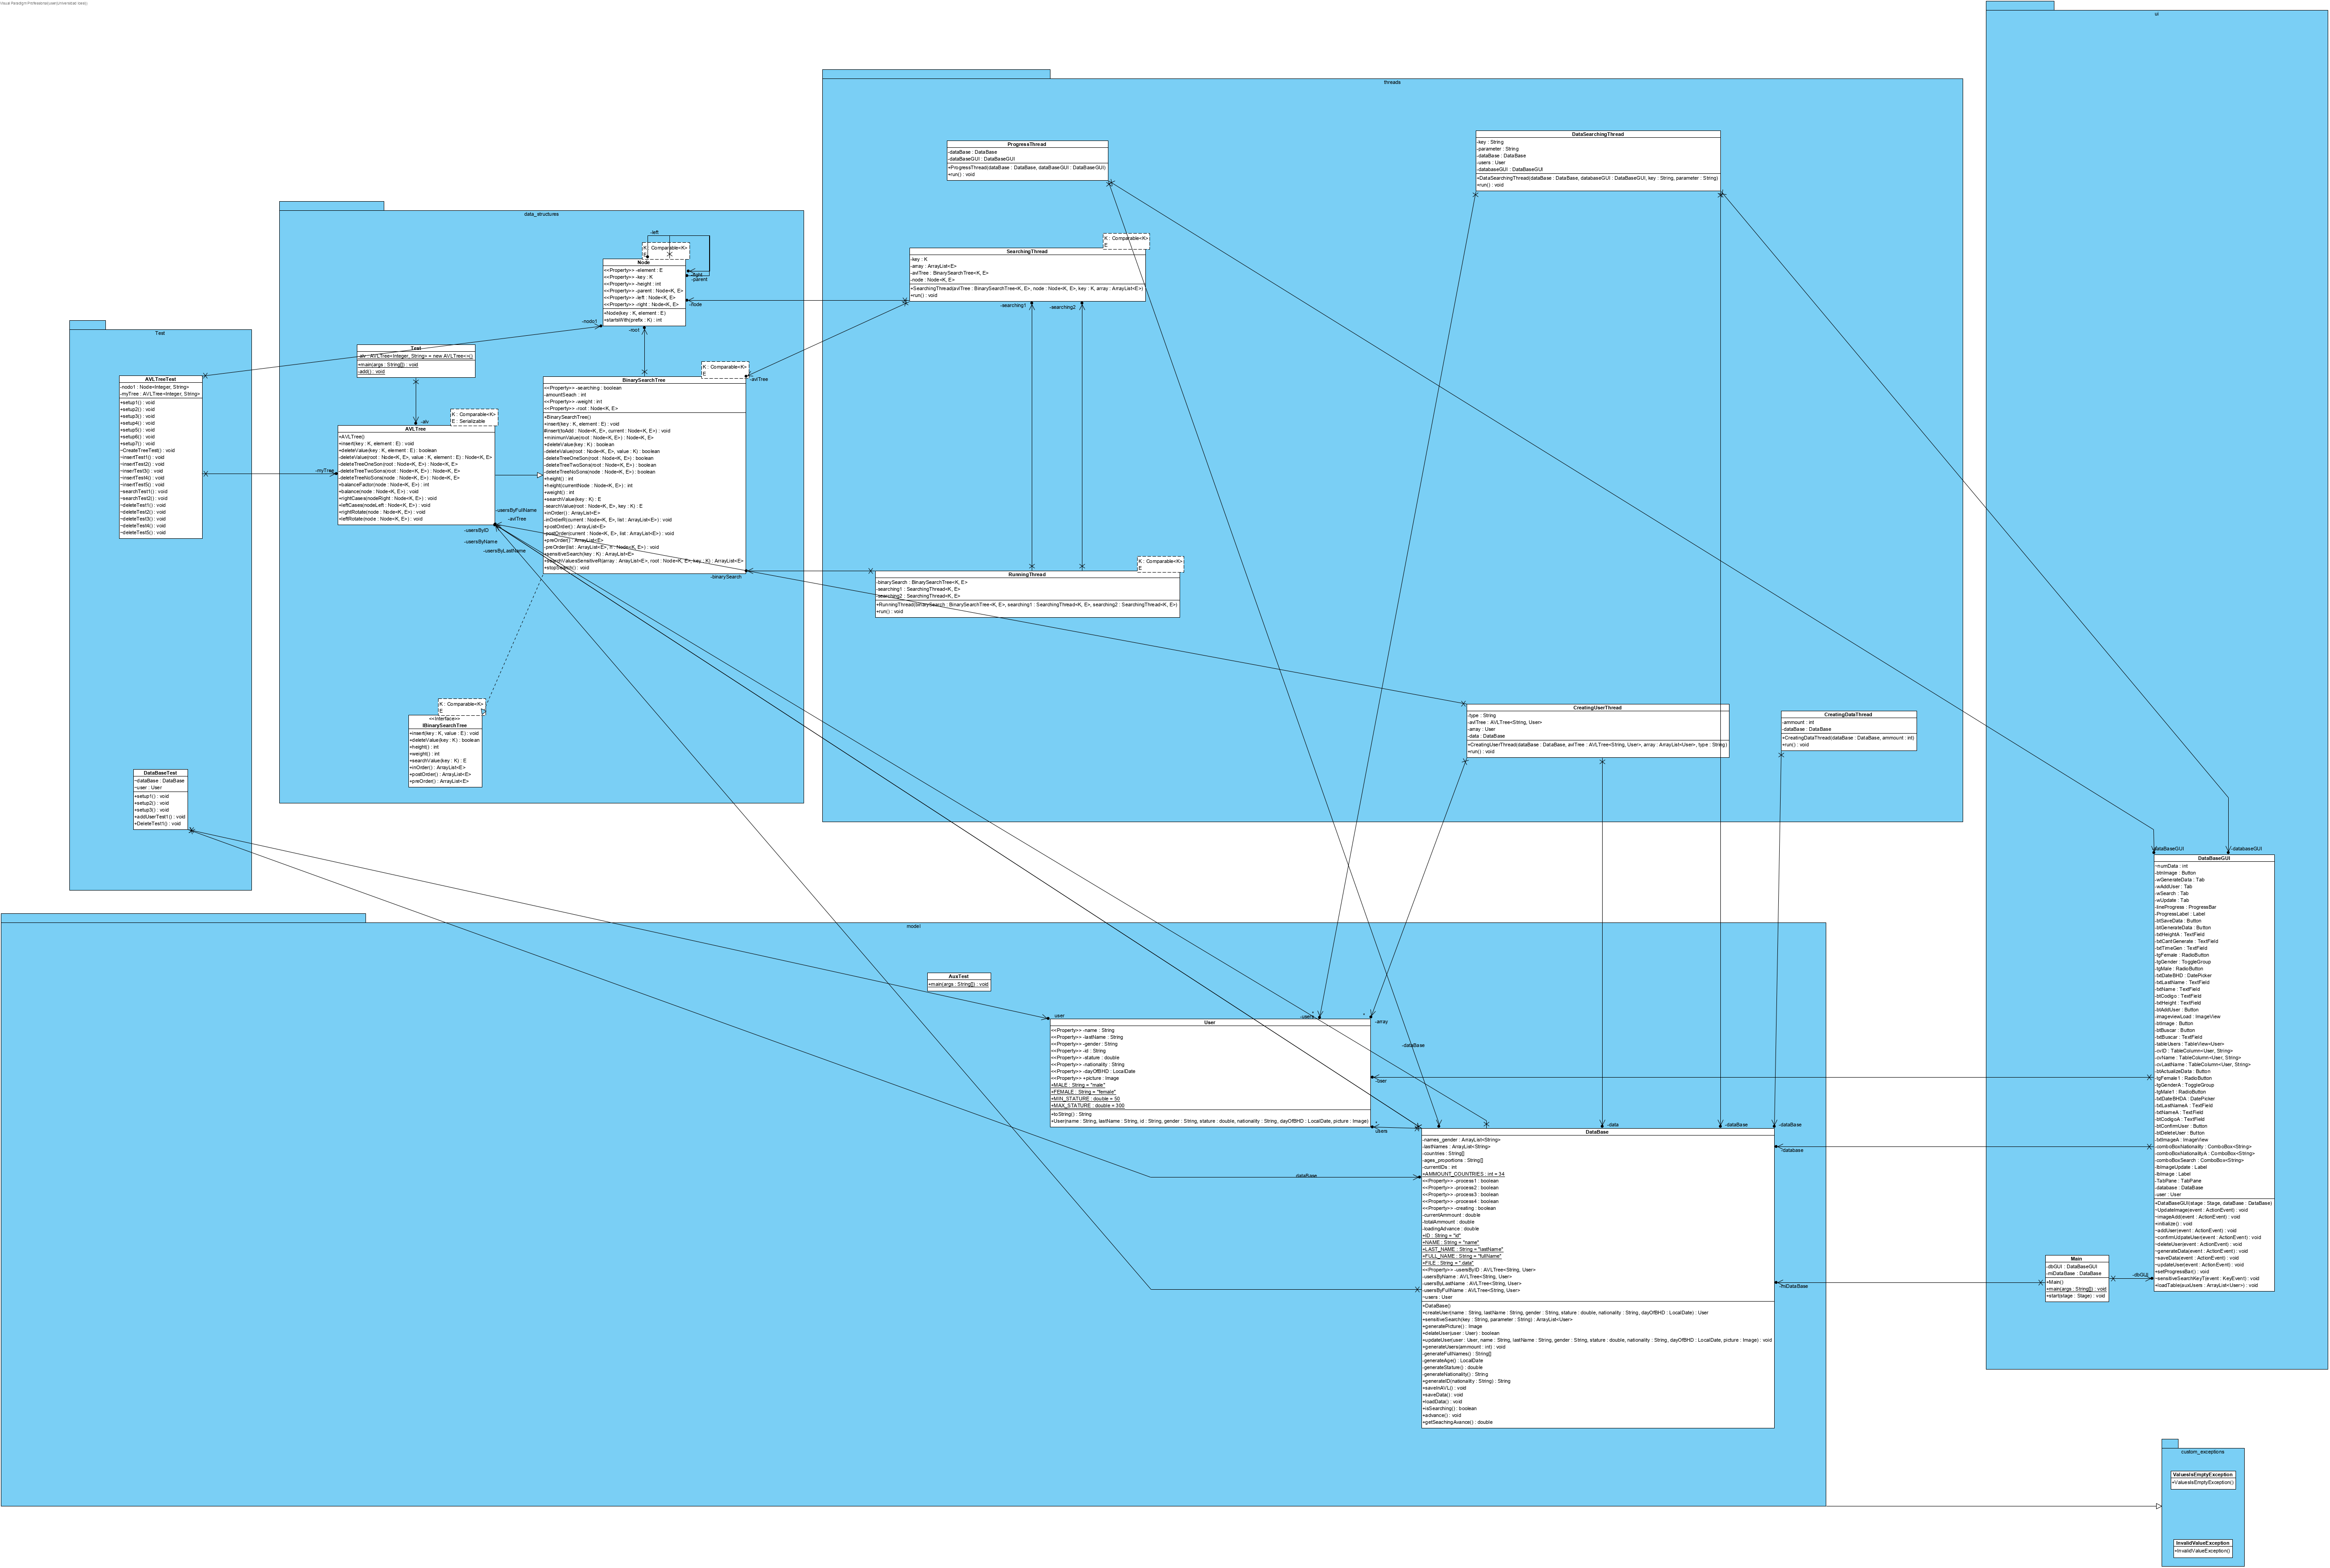 Visual Paradigm Professional(user(Universidad Icesi))
ui
threads
data_structures
Test
model
custom_exceptions
ProgressThread
-dataBase : DataBase
-dataBaseGUI : DataBaseGUI
+ProgressThread(dataBase : DataBase, dataBaseGUI : DataBaseGUI)
+run() : void
DataSearchingThread
-key : String
-parameter : String
-dataBase : DataBase
-users : User
-databaseGUI : DataBaseGUI
+DataSearchingThread(dataBase : DataBase, databaseGUI : DataBaseGUI, key : String, parameter : String)
+run() : void
K : Comparable<K>
E
SearchingThread
-key : K
-array : ArrayList<E>
-avlTree : BinarySearchTree<K, E>
-node : Node<K, E>
+SearchingThread(avlTree : BinarySearchTree<K, E>, node : Node<K, E>, key : K, array : ArrayList<E>)
+run() : void
-searching1
-searching2
-left
K : Comparable<K>
Node
<<Property>> -element : E
<<Property>> -key : K
<<Property>> -height : int
<<Property>> -parent : Node<K, E>
<<Property>> -left : Node<K, E>
<<Property>> -right : Node<K, E>
+Node(key : K, element : E)
+startsWith(prefix : K) : int
-right
-parent
-Node
-nodo1
-root
Test
-alv : AVLTree<Integer, String> = new AVLTree<>()
+main(args : String[]) : void
-add() : void
-alv
AVLTreeTest
-nodo1 : Node<Integer, String>
-myTree : AVLTree<Integer, String>
+setup1() : void
+setup2() : void
+setup3() : void
+setup4() : void
+setup5() : void
+setup6() : void
+setup7() : void
~CreateTreeTest() : void
~insertTest1() : void
~insertTest2() : void
~insertTest3() : void
~insertTest4() : void
~insertTest5() : void
~searchTest1() : void
~searchTest2() : void
~deleteTest1() : void
~deleteTest2() : void
~deleteTest3() : void
~deleteTest4() : void
~deleteTest5() : void
-myTree
K : Comparable<K>
E : Serializable
AVLTree
+AVLTree()
+insert(key : K, element : E) : void
+deleteValue(key : K, element : E) : boolean
-deleteValue(root : Node<K, E>, value : K, element : E) : Node<K, E>
-deleteTreeOneSon(root : Node<K, E>) : Node<K, E>
-deleteTreeTwoSons(root : Node<K, E>) : Node<K, E>
-deleteTreeNoSons(node : Node<K, E>) : Node<K, E>
+balanceFactor(node : Node<K, E>) : int
+balance(node : Node<K, E>) : void
+rightCases(nodeRight : Node<K, E>) : void
+leftCases(nodeLeft : Node<K, E>) : void
+rightRotate(node : Node<K, E>) : void
+leftRotate(node : Node<K, E>) : void
-usersByFullName
-avlTree
-usersByID
-usersByName
-usersByLastName
K : Comparable<K>
E
-avlTree
BinarySearchTree
<<Property>> -searching : boolean
-amountSeach : int
<<Property>> -weight : int
<<Property>> -root : Node<K, E>
+BinarySearchTree()
+insert(key : K, element : E) : void
#insert(toAdd : Node<K, E>, current : Node<K, E>) : void
+minimiunValue(root : Node<K, E>) : Node<K, E>
+deleteValue(key : K) : boolean
-deleteValue(root : Node<K, E>, value : K) : boolean
-deleteTreeOneSon(root : Node<K, E>) : boolean
-deleteTreeTwoSons(root : Node<K, E>) : boolean
-deleteTreeNoSons(node : Node<K, E>) : boolean
+height() : int
+height(currentNode : Node<K, E>) : int
+weight() : int
+searchValue(key : K) : E
-searchValue(root : Node<K, E>, key : K) : E
+inOrder() : ArrayList<E>
-inOrderR(current : Node<K, E>, list : ArrayList<E>) : void
+postOrder() : ArrayList<E>
-postOrder(current : Node<K, E>, list : ArrayList<E>) : void
+preOrder() : ArrayList<E>
-preOrder(list : ArrayList<E>, r : Node<K, E>) : void
+sensitiveSearch(key : K) : ArrayList<E>
+searchValuesSensitiveR(array : ArrayList<E>, root : Node<K, E>, key : K) : ArrayList<E>
+stopSearch() : void
-binarySearch
K : Comparable<K>
E
RunningThread
-binarySearch : BinarySearchTree<K, E>
-searching1 : SearchingThread<K, E>
-searching2 : SearchingThread<K, E>
+RunningThread(binarySearch : BinarySearchTree<K, E>, searching1 : SearchingThread<K, E>, searching2 : SearchingThread<K, E>)
+run() : void
K : Comparable<K>
E
<<Interface>>
IBinarySearchTree
+insert(key : K, value : E) : void
+deleteValue(key : K) : boolean
+height() : int
+weight() : int
+searchValue(key : K) : E
+inOrder() : ArrayList<E>
+postOrder() : ArrayList<E>
+preOrder() : ArrayList<E>
CreatingUserThread
-type : String
-avlTree : AVLTree<String, User>
-array : User
-data : DataBase
+CreatingUserThread(dataBase : DataBase, avlTree : AVLTree<String, User>, array : ArrayList<User>, type : String)
+run() : void
CreatingDataThread
-ammount : int
-dataBase : DataBase
+CreatingDataThread(dataBase : DataBase, ammount : int)
+run() : void
DataBaseTest
~dataBase : DataBase
~user : User
+setup1() : void
+setup2() : void
+setup3() : void
+addUserTest1() : void
+DeleteTest1() : void
-dataBaseGUI
-databaseGUI
DataBaseGUI
~numData : int
-btnImage : Button
-wGenerateData : Tab
-wAddUser : Tab
-wSearch : Tab
-wUpdate : Tab
-lineProgress : ProgressBar
-ProgressLabel : Label
-btSaveData : Button
-btGenerateData : Button
-txtHeightA : TextField
-txtCantGenerate : TextField
-txtTimeGen : TextField
-tgFemale : RadioButton
-tgGender : ToggleGroup
-tgMale : RadioButton
-txtDateBHD : DatePicker
-txtLastName : TextField
-txtName : TextField
-btCodigo : TextField
-txtHeight : TextField
-btAddUser : Button
-imageviewLoad : ImageView
-btImage : Button
-btBuscar : Button
-txtBuscar : TextField
-tableUsers : TableView<User>
-cvID : TableColumn<User, String>
-cvName : TableColumn<User, String>
-cvLastName : TableColumn<User, String>
-btActualizeData : Button
-tgFemale1 : RadioButton
-tgGenderA : ToggleGroup
-tgMale1 : RadioButton
-txtDateBHDA : DatePicker
-txtLastNameA : TextField
-txtNameA : TextField
-btCodigoA : TextField
-btConfirmUser : Button
-btDeleteUser : Button
-txtImageA : ImageView
-comboBoxNationality : ComboBox<String>
-comboBoxNationalityA : ComboBox<String>
-comboBoxSearch : ComboBox<String>
-lbImageUpdate : Label
-lbImage : Label
-TabPane : TabPane
-database : DataBase
-user : User
+DataBaseGUI(stage : Stage, dataBase : DataBase)
~UpdateImage(event : ActionEvent) : void
~imageAdd(event : ActionEvent) : void
+initialize() : void
~addUser(event : ActionEvent) : void
~confirmUdpateUser(event : ActionEvent) : void
~deleteUser(event : ActionEvent) : void
~generateData(event : ActionEvent) : void
~saveData(event : ActionEvent) : void
~updateUser(event : ActionEvent) : void
+setProgressBar() : void
~sensitiveSearchKeyT(event : KeyEvent) : void
+loadTable(auxUsers : ArrayList<User>) : void
AuxTest
+main(args : String[]) : void
-user
-users
*
*
-array
User
<<Property>> -name : String
<<Property>> -lastName : String
<<Property>> -gender : String
<<Property>> -id : String
<<Property>> -stature : double
<<Property>> -nationality : String
<<Property>> -dayOfBHD : LocalDate
<<Property>> +picture : Image
+MALE : String = "male"
+FEMALE : String = "female"
+MIN_STATURE : double = 50
+MAX_STATURE : double = 300
+toString() : String
+User(name : String, lastName : String, id : String, gender : String, stature : double, nationality : String, dayOfBHD : LocalDate, picture : Image)
-dataBase
-user
*
users
-data
-dataBase
-dataBase
-database
dataBase
-miDataBase
DataBase
-names_gender : ArrayList<String>
-lastNames : ArrayList<String>
-countries : String[]
-ages_proportions : String[]
-currentIDs : int
+AMMOUNT_COUNTRIES : int = 34
<<Property>> -process1 : boolean
<<Property>> -process2 : boolean
<<Property>> -process3 : boolean
<<Property>> -process4 : boolean
<<Property>> -creating : boolean
-currentAmmount : double
-totalAmmount : double
-loadingAdvance : double
+ID : String = "id"
+NAME : String = "name"
+LAST_NAME : String = "lastName"
+FULL_NAME : String = "fullName"
<<Property>> -usersByID : AVLTree<String, User>
-usersByName : AVLTree<String, User>
-usersByLastName : AVLTree<String, User>
-usersByFullName : AVLTree<String, User>
~users : User
+DataBase()
+createUser(name : String, lastName : String, gender : String, stature : double, nationality : String, dayOfBHD : LocalDate) : User
+sensitiveSearch(key : String, parameter : String) : ArrayList<User>
+generatePicture() : Image
+delateUser(user : User) : boolean
+updateUser(user : User, name : String, lastName : String, gender : String, stature : double, nationality : String, dayOfBHD : LocalDate, picture : Image) : void
+generateUsers(ammount : int) : void
-generateFullNames() : String[]
-generateAge() : LocalDate
-generateStature() : double
-generateNationality() : String
+generateID(nationality : String) : String
+saveInAVL() : void
+saveData() : void
+loadData() : void
+isSearching() : boolean
+advance() : void
+getSeachingAvance() : double
Main
-dbGUI : DataBaseGUI
-miDataBase : DataBase
+Main()
+main(args : String[]) : void
+start(stage : Stage) : void
-dbGUI
ValuesIsEmptyException
+ValuesIsEmptyException()
InvalidValueException
+InvalidValueException()